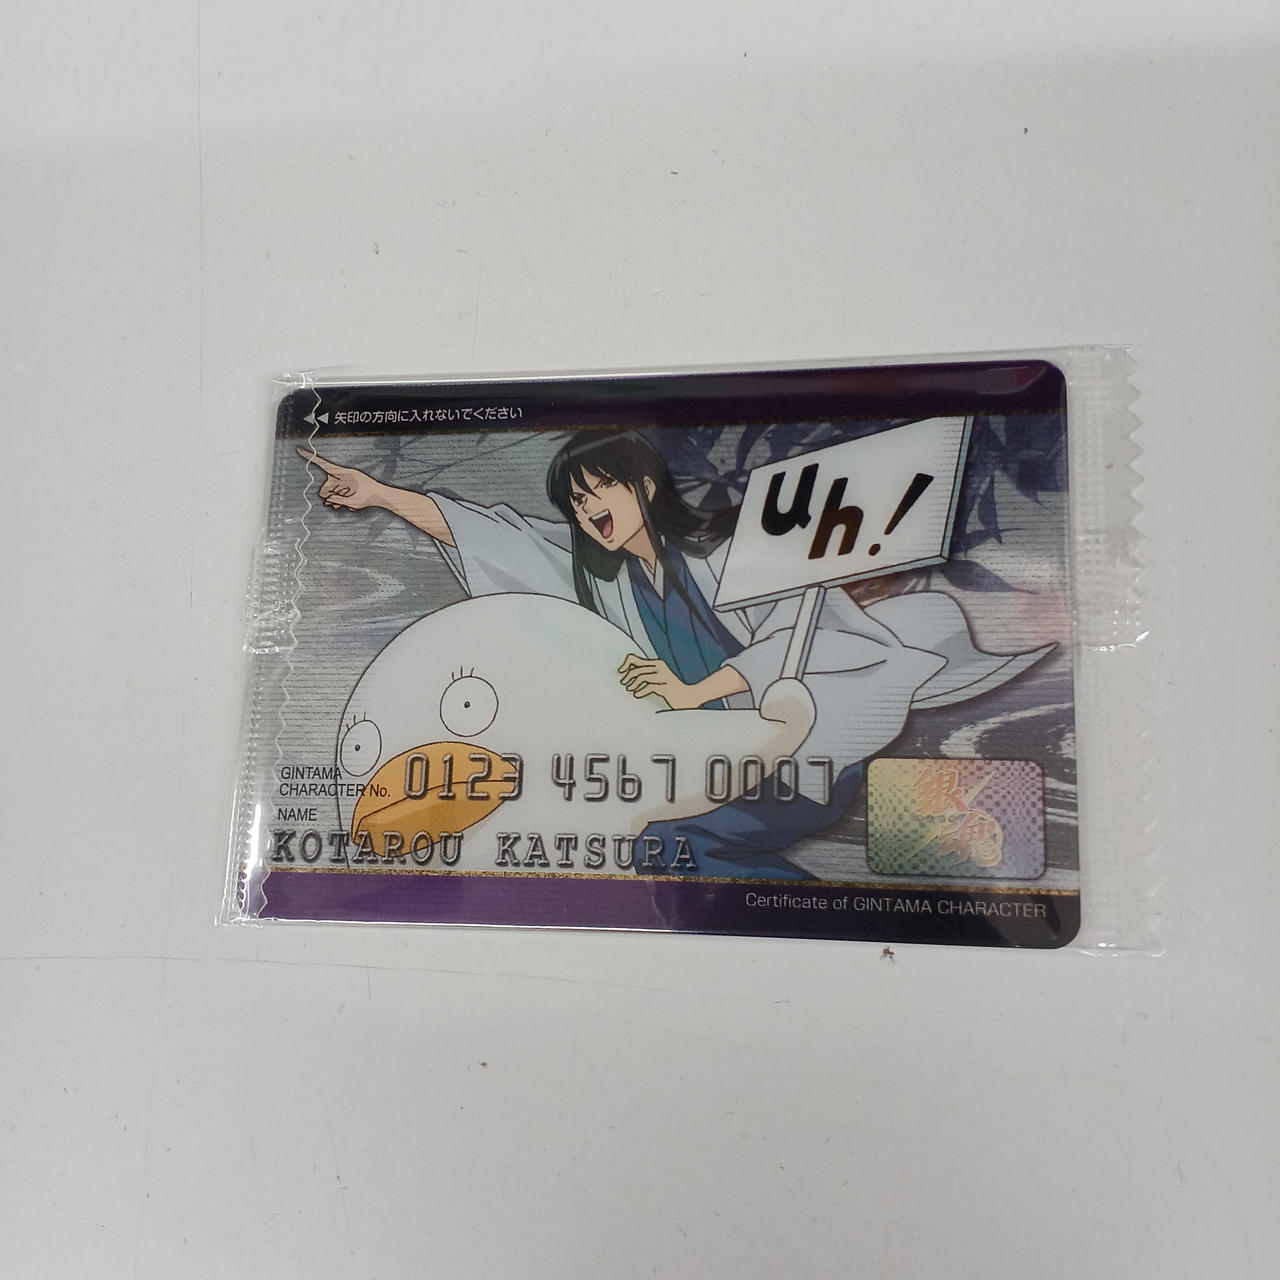 ◀◀ 矢印の方向に入れないでください
uh!
GINTAMA
CHARACTER No. 0123 4567 0007
NAME
KOTAROU KATSURA
銀魂
Certificate of GINTAMA CHARACTER